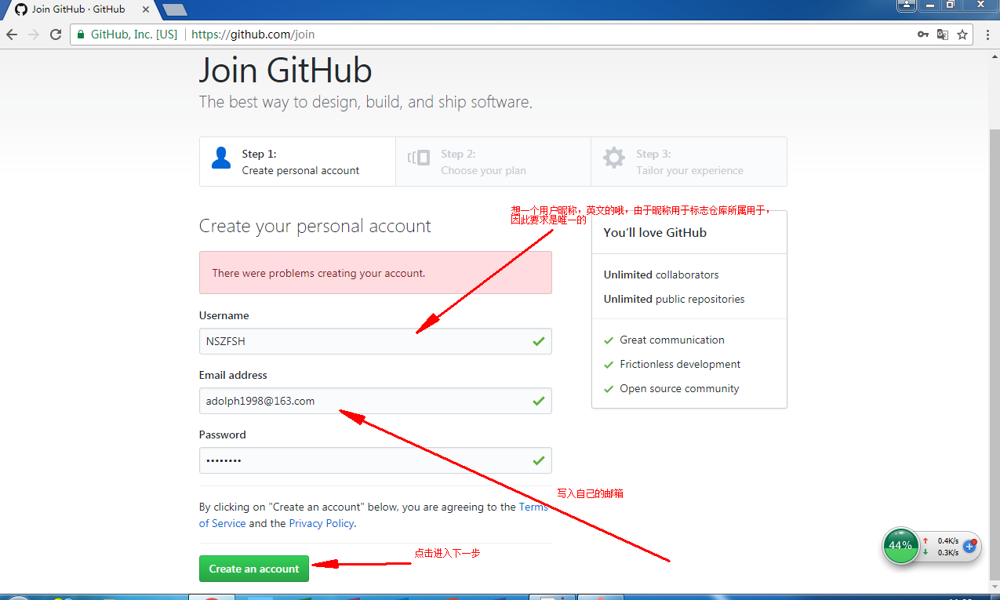 Join GitHub · GitHub
GitHub, Inc. [US]
https://github.com/join
Join GitHub
The best way to design, build, and ship software.
Step 1:
Create personal account
Step 2:
Choose your plan
Step 3:
Tailor your experience
想一个用户昵称，英文的哦，由于昵称用于标志仓库所属用于，
因此要求是唯一的
Create your personal account
There were problems creating your account.
Username
NSZFSH
Email address
adolph1998@163.com
Password
写入自己的邮箱
By clicking on "Create an account" below, you are agreeing to the Terms
of Service and the Privacy Policy.
点击进入下一步
Create an account
You'll love GitHub
Unlimited collaborators
Unlimited public repositories
Great communication
Frictionless development
Open source community
44%
0.4K/s
0.3K/s